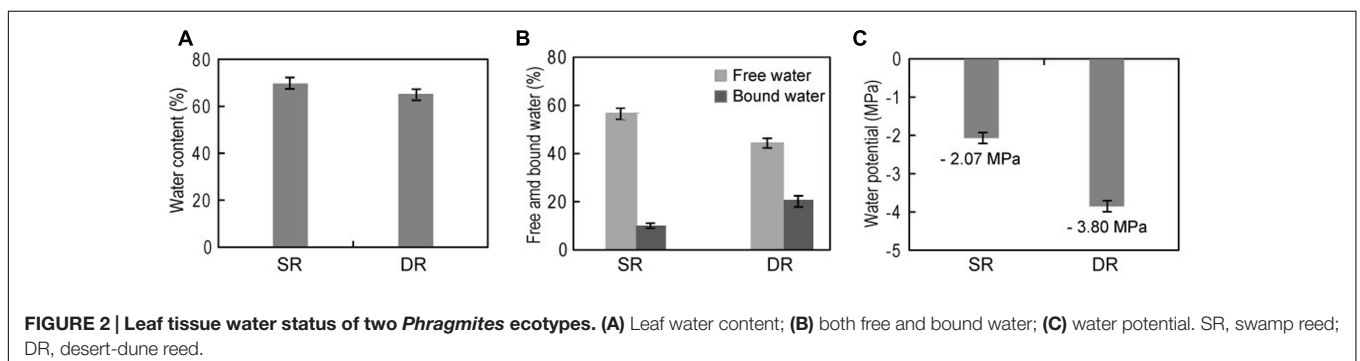 A
Water content (%)
80
60
40
20
0
SR DR
B
Free amd bound water (%)
80
60
40
20
0
Free water
Bound water
SR DR
C
Water potential (MPa)
0
-1
-2
-3
-4
-5
- 2.07 MPa
- 3.80 MPa
SR DR
FIGURE 2 | Leaf tissue water status of two Phragmites ecotypes. (A) Leaf water content; (B) both free and bound water; (C) water potential. SR, swamp reed;
DR, desert-dune reed.